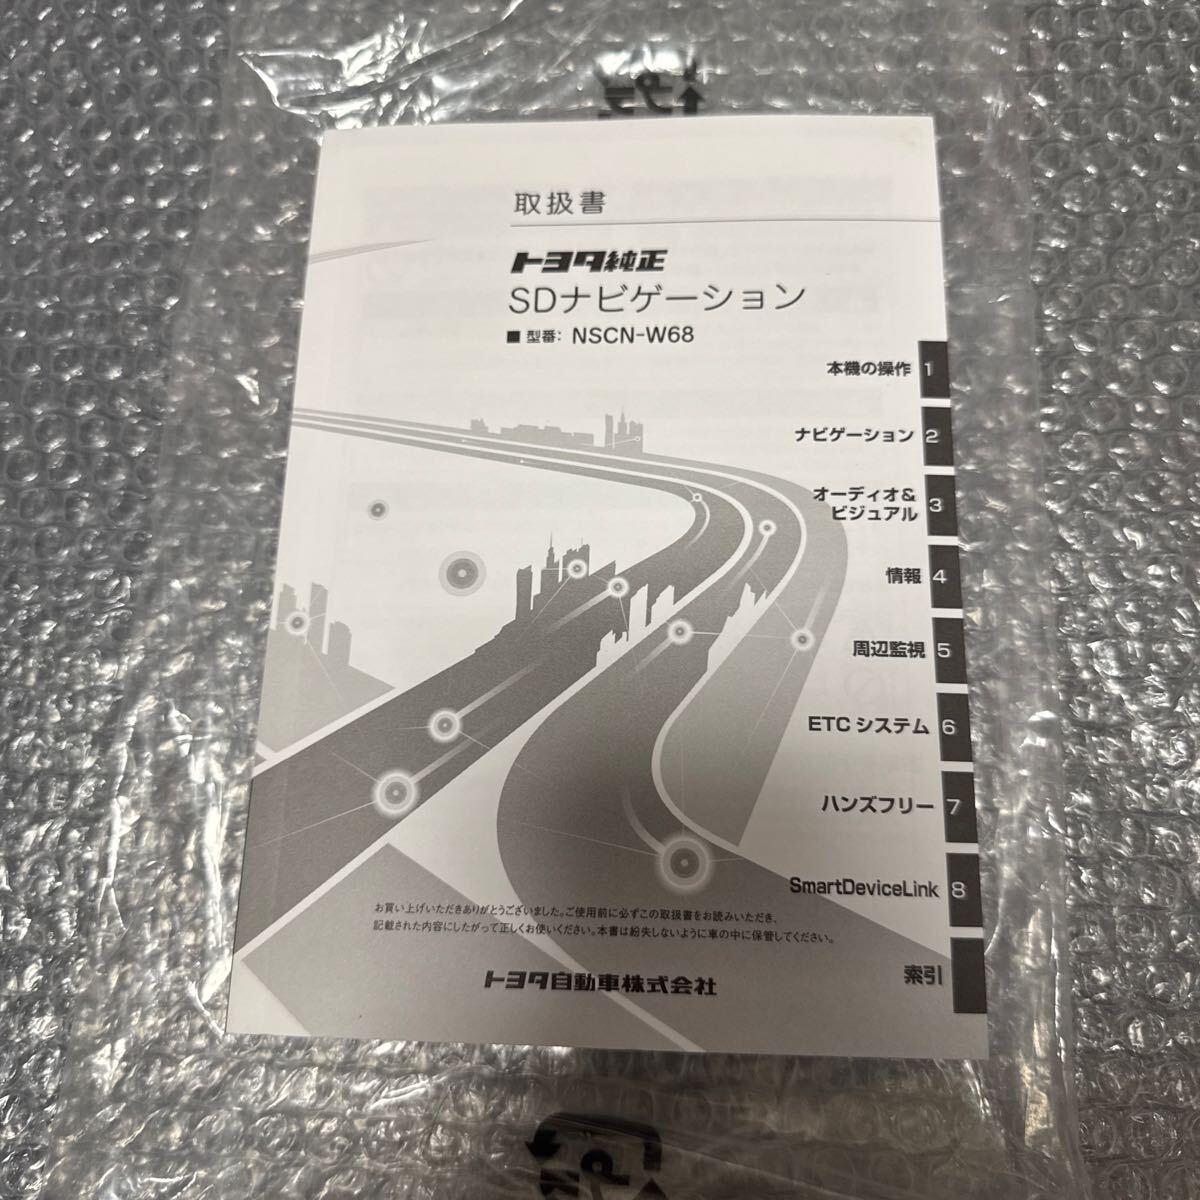 取扱書
トヨタ純正
SDナビゲーション
■ 型番: NSCN-W68
本機の操作 1
ナビゲーション 2
オーディオ&
ビジュアル 3
情報 4
周辺監視 5
ETC システム 6
ハンズフリー 7
SmartDeviceLink 8
索引
お買い上げいただきありがとうございました。ご使用前に必ずこの取扱書をお読みいただき、
記載された内容にしたがって正しくお使いください。本書は紛失しないように車の中に保管してください。
トヨタ自動車株式会社